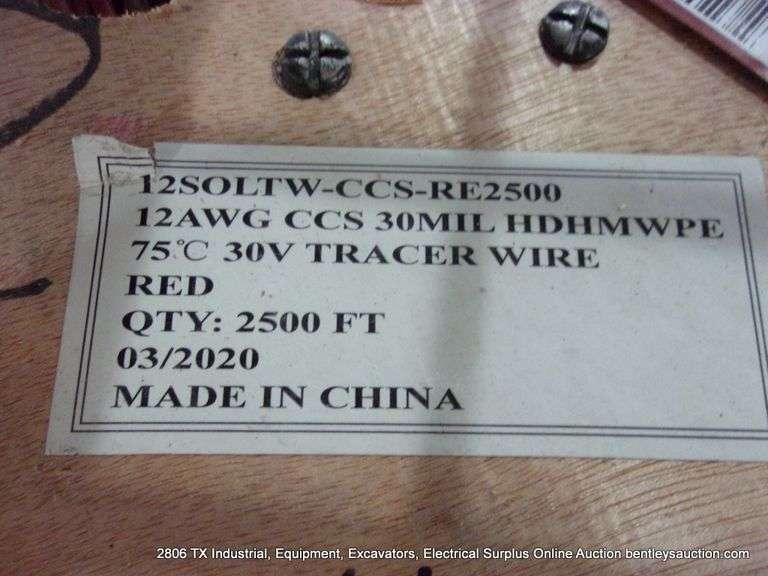 12SOLTW-CCS-RE2500
12AWG CCS 30MIL HDHMWPE
75℃ 30V TRACER WIRE
RED
QTY: 2500 FT
03/2020
MADE IN CHINA
2806 TX Industrial, Equipment, Excavators, Electrical Surplus Online Auction bentleysauction.com